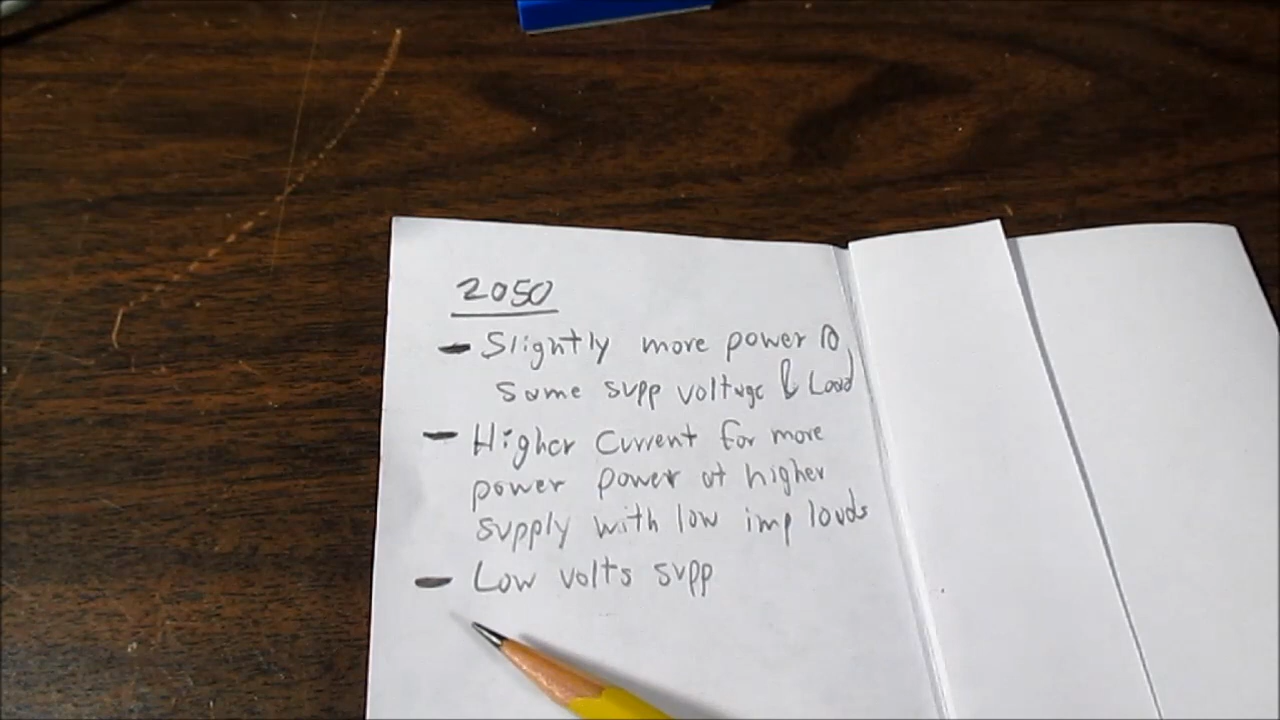 2050
- Slightly more power @
same supp voltage & Load
- Higher Current for more
power power at higher
supply with low imp loads
- Low volts supp